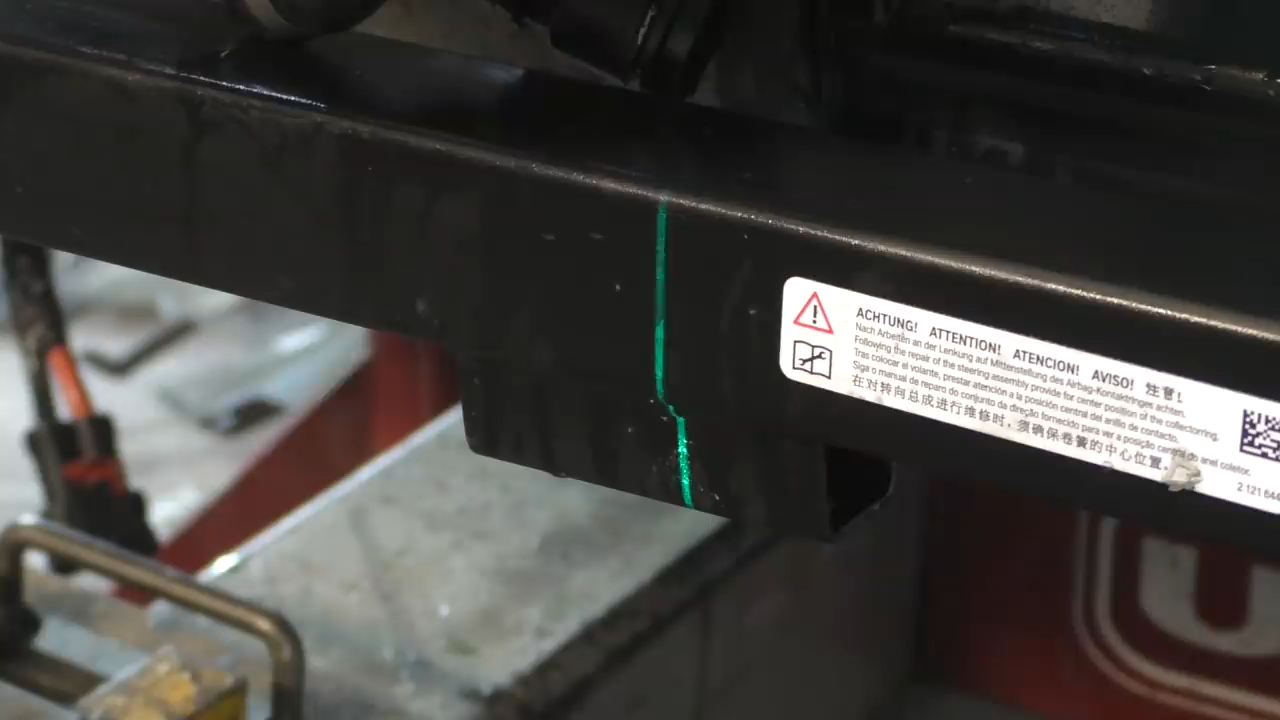 ACHTUNG! ATTENTION! ATENCION! AVISO! 注意!
Nach Arbeiten an der Lenkung auf Mittenstellung des Airbag-Kontaktringes achten.
Following the repair of the steering assembly provide for center position of the collectorring.
Tras colocar el volante, prestar atención a la posición central del anillo de contacto.
Siga o manual de reparo do conjunto da direção fornecido para ver a posição central do anel coletor.
在对转向总成进行维修时，须确保卷簧的中心位置
2 121 644